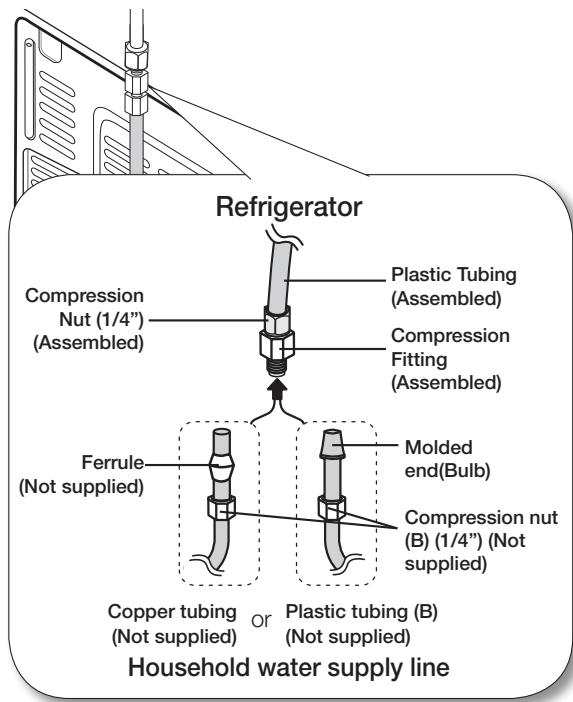 Refrigerator
Compression
Nut (1/4”)
(Assembled)
Plastic Tubing
(Assembled)
Compression
Fitting
(Assembled)
Ferrule
(Not supplied)
Molded
end(Bulb)
Compression nut
(B) (1/4”) (Not
supplied)
Copper tubing
(Not supplied)
or
Plastic tubing (B)
(Not supplied)
Household water supply line